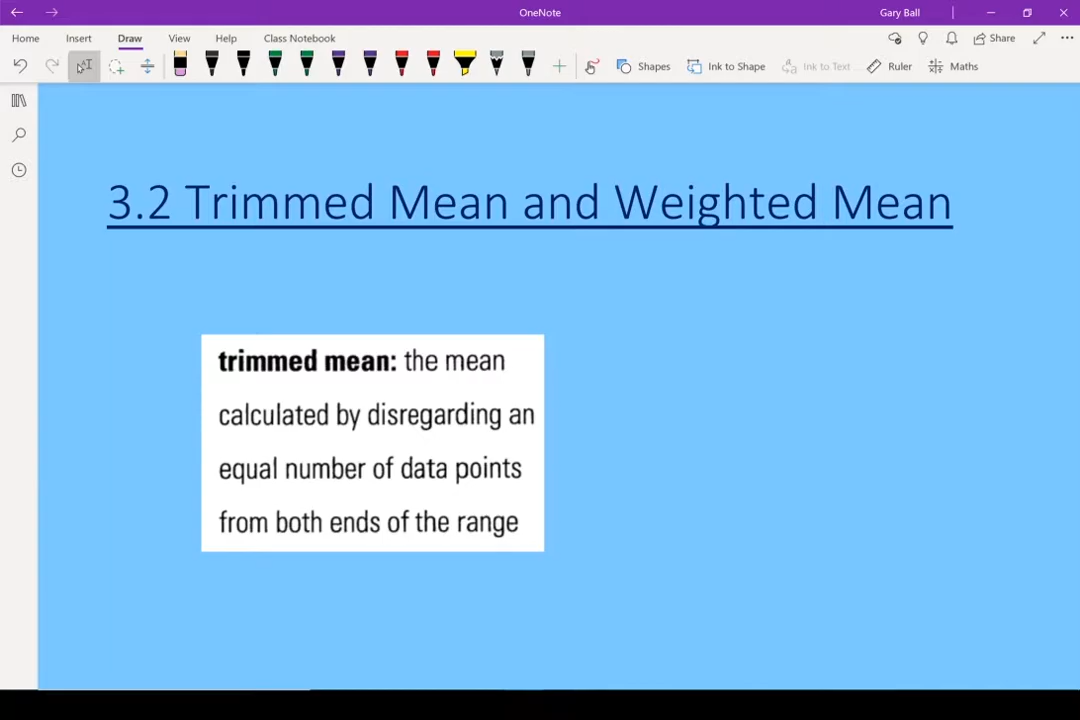 OneNote
Gary Ball
Home Insert Draw View Help Class Notebook
Share
Shapes Ink to Shape Ink to Text Ruler Maths
3.2 Trimmed Mean and Weighted Mean
trimmed mean: the mean
calculated by disregarding an
equal number of data points
from both ends of the range